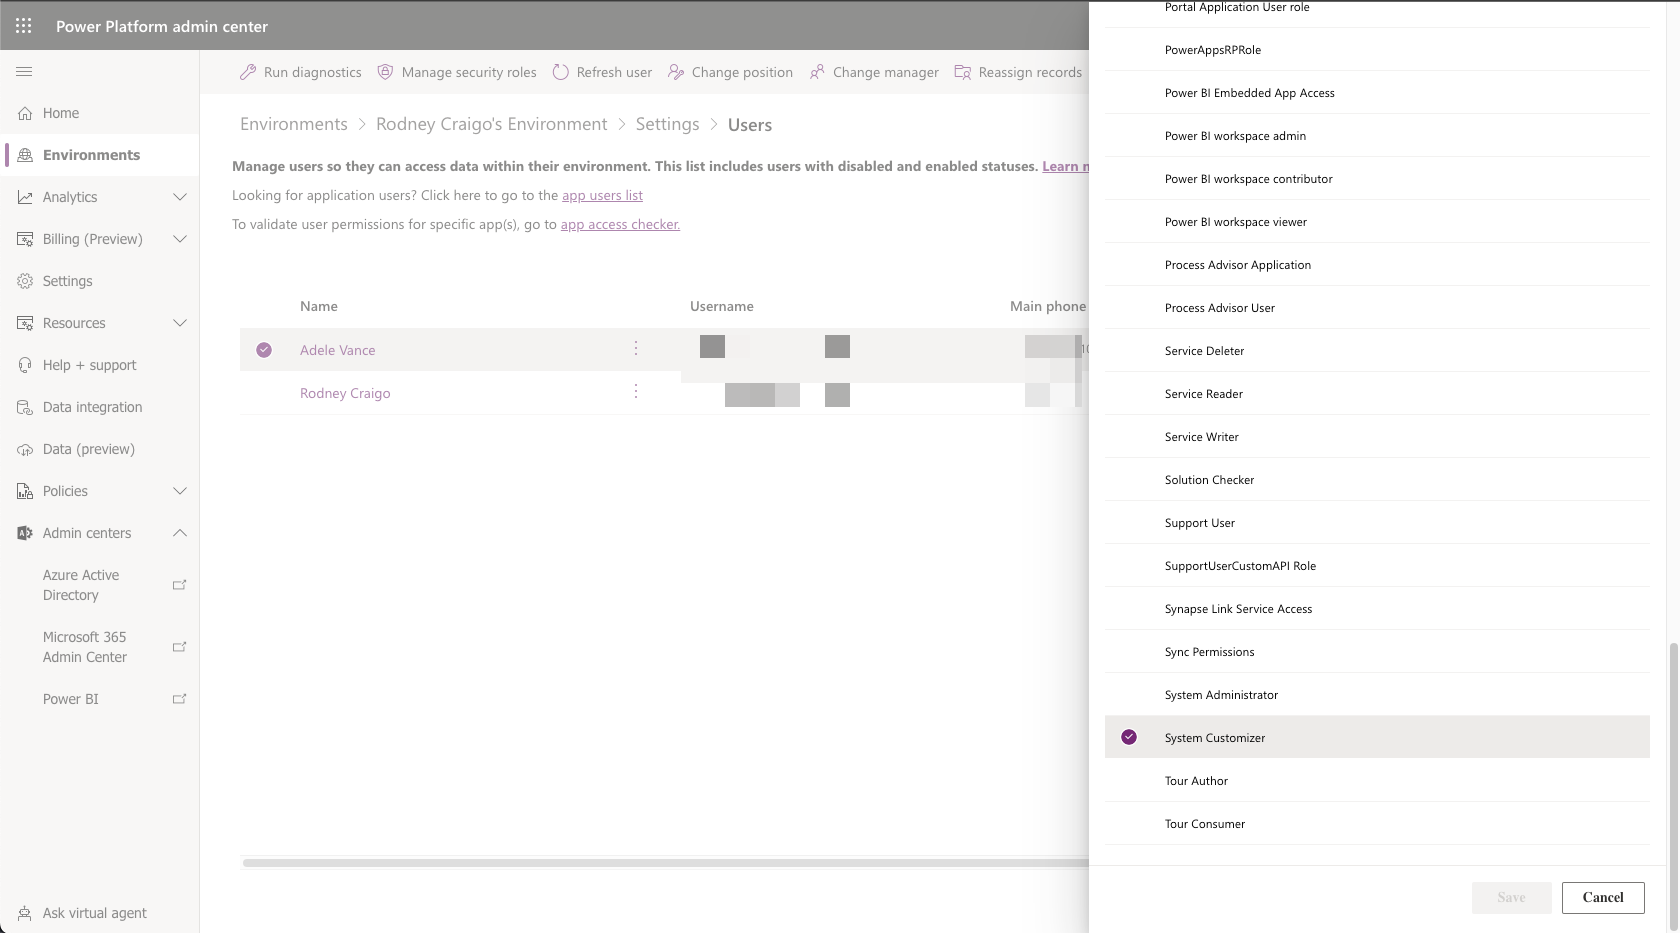 Power Platform admin center
Run diagnostics
Manage security roles
Refresh user
Change position
Change manager
Reassign records
Home
Environments
Analytics
Billing (Preview)
Settings
Resources
Help + support
Data integration
Data (preview)
Policies
Admin centers
Azure Active
Directory
Microsoft 365
Admin Center
Power BI
Ask virtual agent
Environments > Rodney Craigo's Environment > Settings > Users
Manage users so they can access data within their environment. This list includes users with disabled and enabled statuses. Learn
Looking for application users? Click here to go to the app users list
To validate user permissions for specific app(s), go to app access checker.
Name Username Main phone
Adele Vance
Rodney Craigo
Portal Application User role
PowerAppsRPRole
Power BI Embedded App Access
Power BI workspace admin
Power BI workspace contributor
Power BI workspace viewer
Process Advisor Application
Process Advisor User
Service Deleter
Service Reader
Service Writer
Solution Checker
Support User
SupportUserCustomAPI Role
Synapse Link Service Access
Sync Permissions
System Administrator
System Customizer
Tour Author
Tour Consumer
Save
Cancel